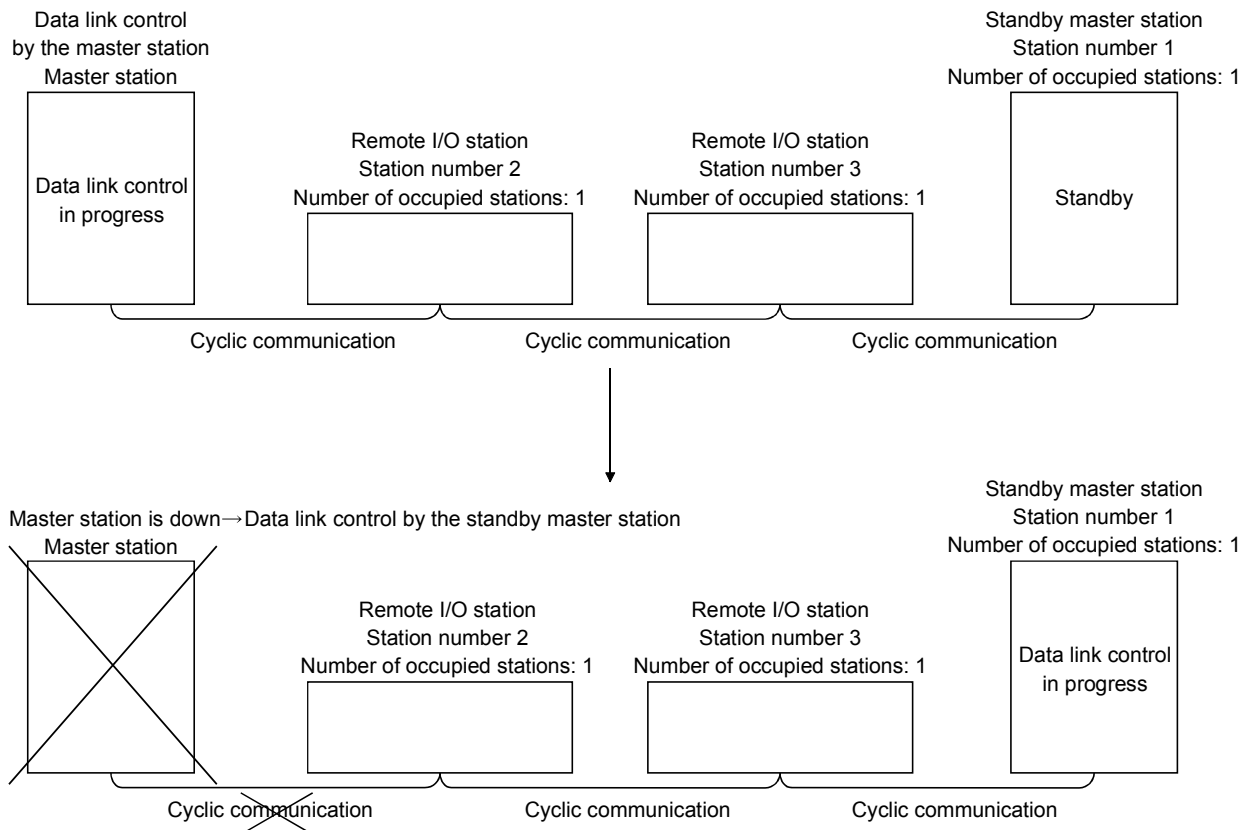 Data link control
by the master station
Master station
Data link control
in progress
Remote I/O station
Station number 2
Number of occupied stations: 1
Remote I/O station
Station number 3
Number of occupied stations: 1
Standby master station
Station number 1
Number of occupied stations: 1
Standby
Cyclic communication
Cyclic communication
Cyclic communication
Master station is down→Data link control by the standby master station
Master station
Remote I/O station
Station number 2
Number of occupied stations: 1
Remote I/O station
Station number 3
Number of occupied stations: 1
Standby master station
Station number 1
Number of occupied stations: 1
Data link control
in progress
Cyclic communication
Cyclic communication
Cyclic communication